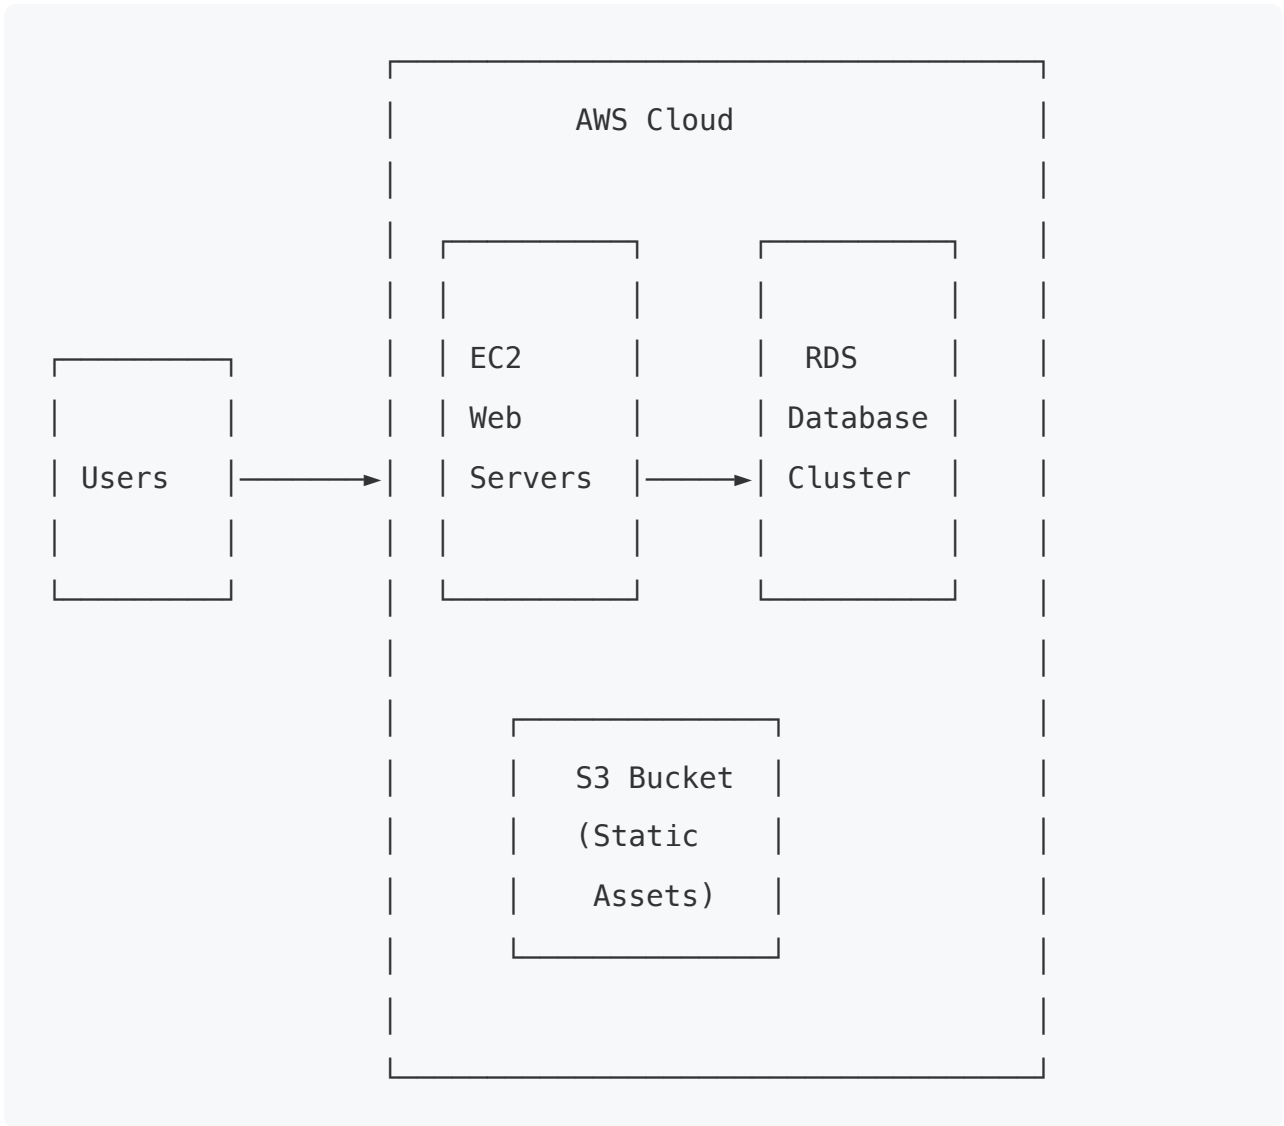 AWS Cloud
EC2
Web
Servers
RDS
Database
Cluster
Users
S3 Bucket
(Static
Assets)